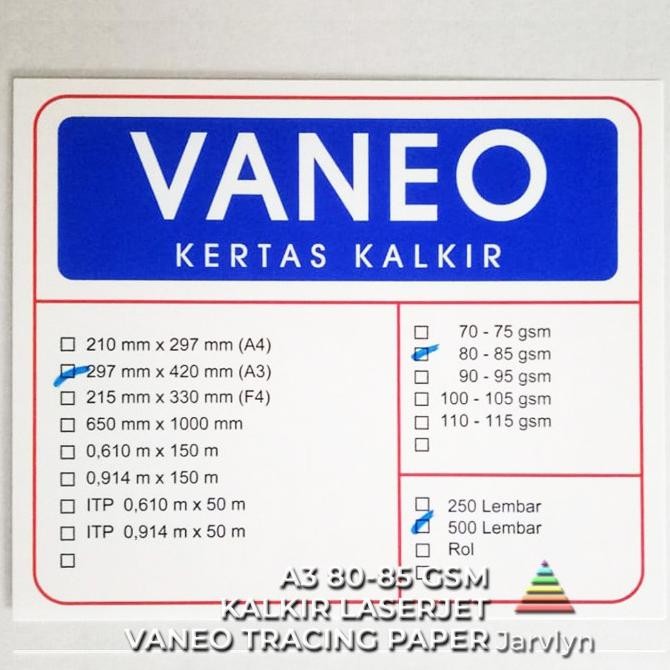 VANEO
KERTAS KALKIR
210 mm x 297 mm (A4)
297 mm x 420 mm (A3)
215 mm x 330 mm (F4)
650 mm x 1000 mm
0,610 m x 150 m
0,914 m x 150 m
ITP 0,610 m x 50 m
ITP 0,914 m x 50 m
70 - 75 gsm
80 - 85 gsm
90 - 95 gsm
100 - 105 gsm
110 - 115 gsm
250 Lembar
500 Lembar
Rol
A3 80-85 GSM
KALKIR LASERJET
VANEO TRACING PAPER Jarvlyn